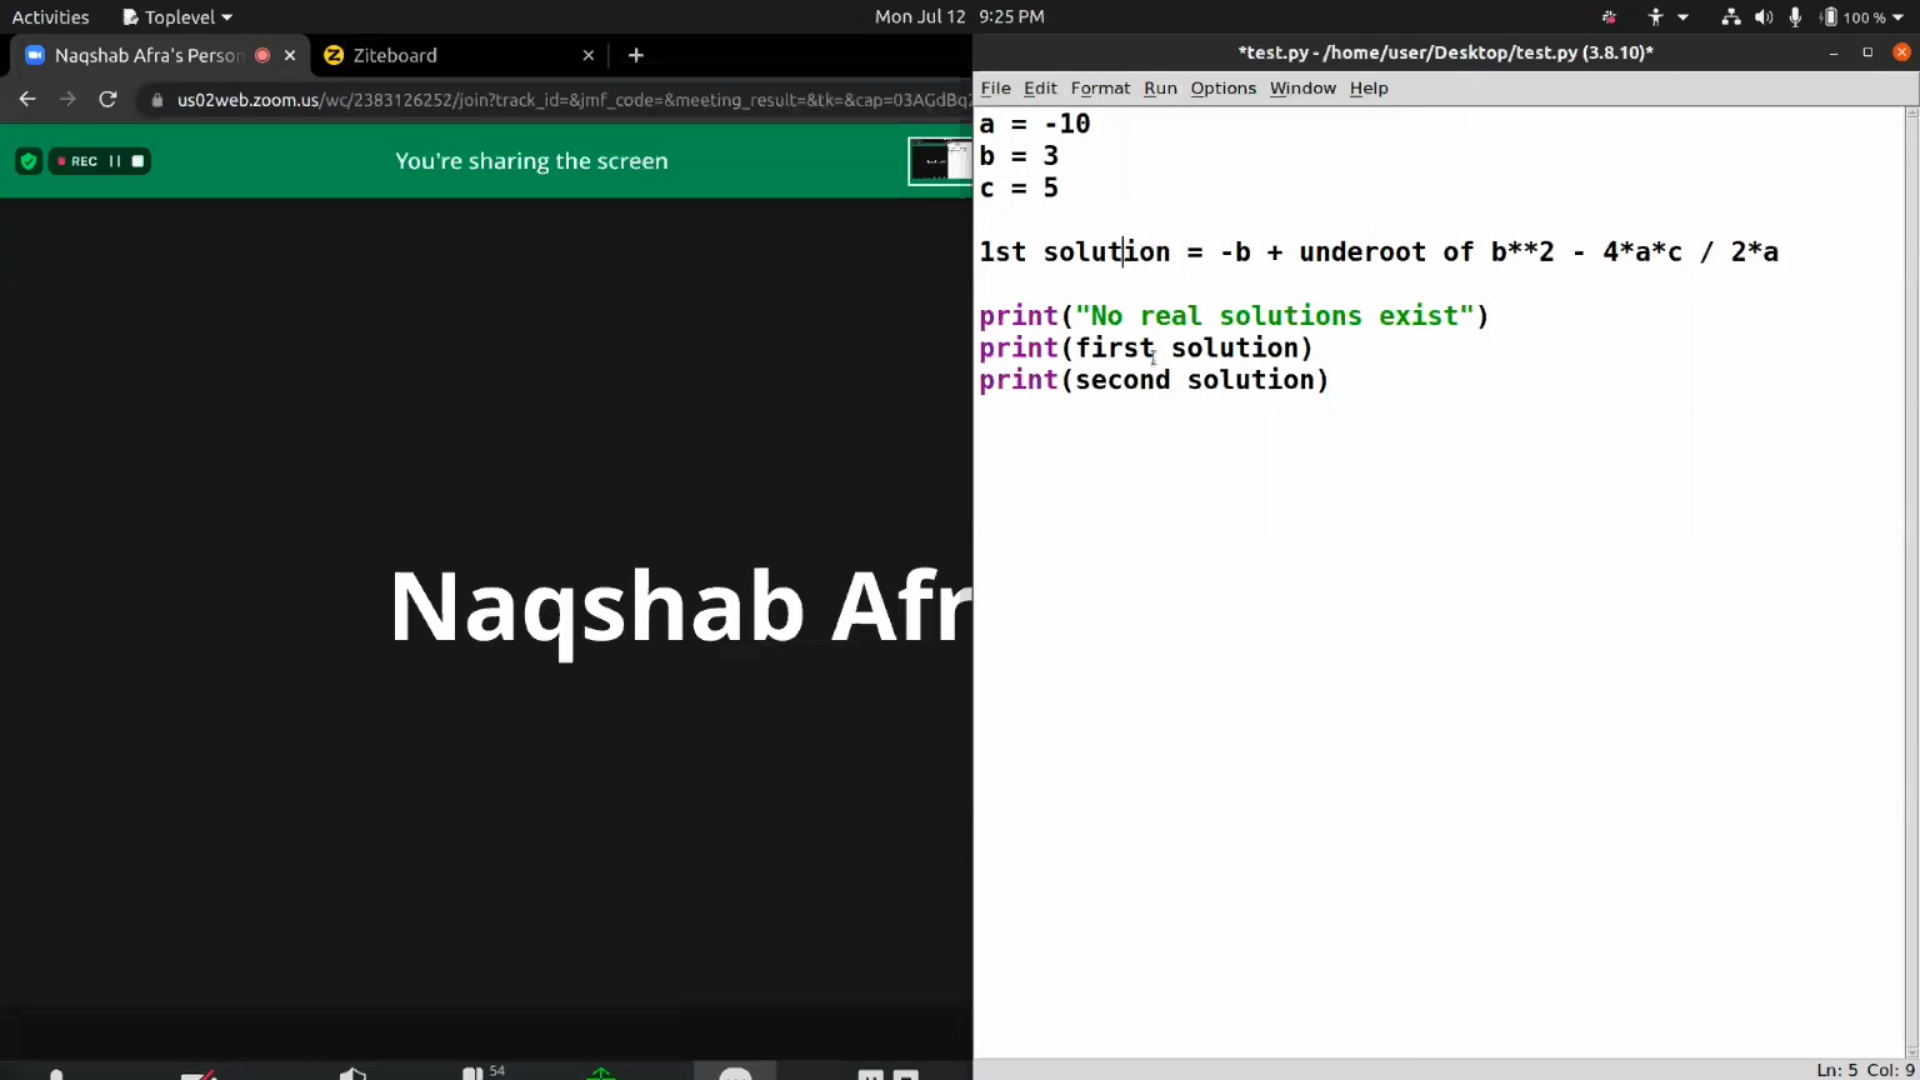 Activities Toplevel Mon Jul 12 9:25 PM 100 %
Naqshab Afra's Person Ziteboard
us02web.zoom.us/wc/2383126252/join?track_id=&jmf_code=&meeting_result=&tk=&cap=03AGdBq
REC You're sharing the screen
Naqshab Afr
54
*test.py - /home/user/Desktop/test.py (3.8.10)*
File Edit Format Run Options Window Help
a = -10
b = 3
c = 5
1st solution = -b + underoot of b**2 - 4*a*c / 2*a
print("No real solutions exist")
print(first solution)
print(second solution)
Ln: 5 Col: 9